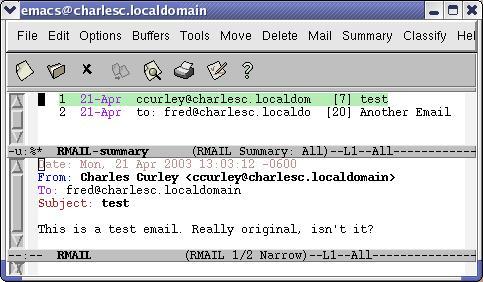 emacs@charlesc.localdomain
File Edit Options Buffers Tools Move Delete Mail Summary Classify Hel
1 21-Apr ccurley@charlesc.localdom [7] test
2 21-Apr to: fred@charlesc.localdo [20] Another Email
-u:%* RMAIL-summary (RMAIL Summary: All)--L1--All-------------
Date: Mon, 21 Apr 2003 13:03:12 -0600
From: Charles Curley <ccurley@charlesc.localdomain>
To: fred@charlesc.localdomain
Subject: test
This is a test email. Really original, isn't it?
--:-- RMAIL (RMAIL 1/2 Narrow)--L1--All---------------